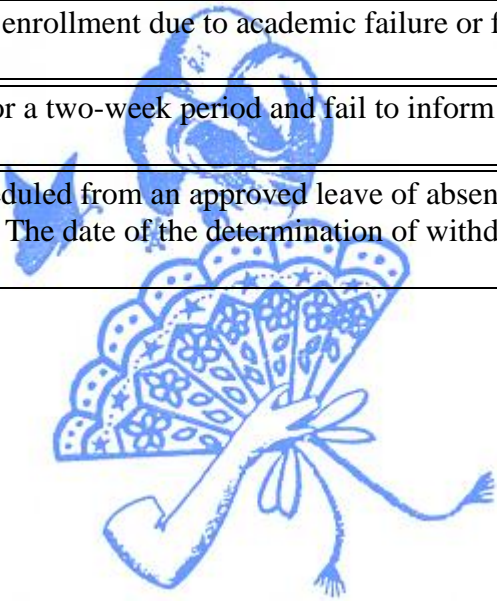 enrollment due to academic failure or f
or a two-week period and fail to inform
eduled from an approved leave of absen
The date of the determination of withd